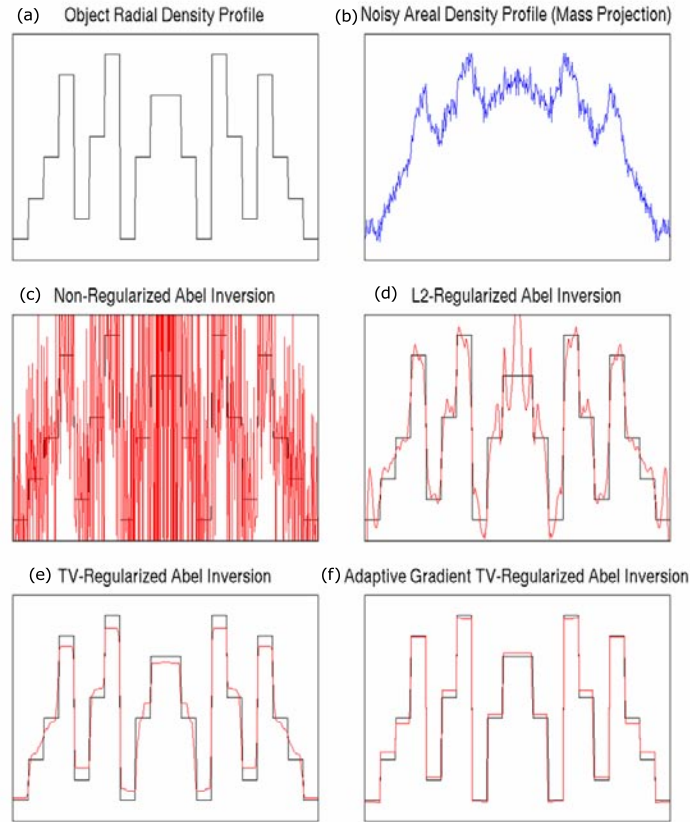 (a) Object Radial Density Profile
(b) Noisy Areal Density Profile (Mass Projection)
(c) Non-Regularized Abel Inversion
(d) L2-Regularized Abel Inversion
(e) TV-Regularized Abel Inversion
(f) Adaptive Gradient TV-Regularized Abel Inversion